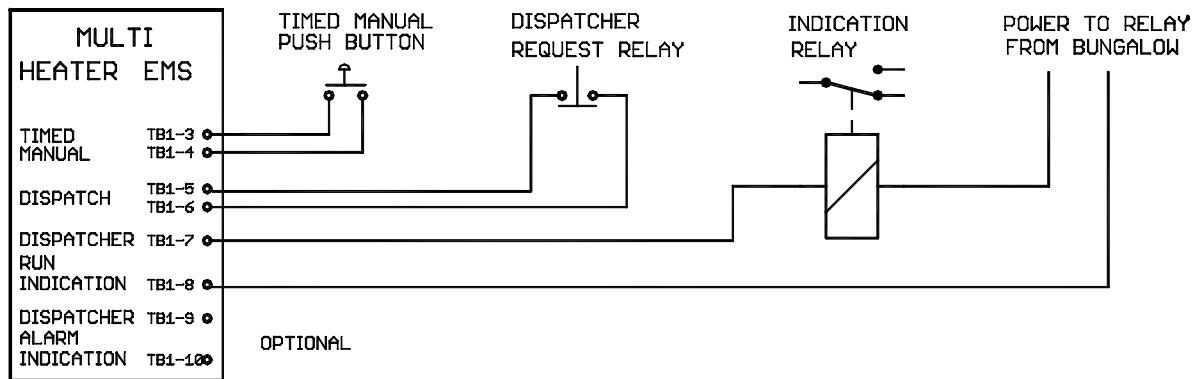 MULTI
HEATER EMS
TIMED MANUAL
PUSH BUTTON
DISPATCHER
REQUEST RELAY
INDICATION
RELAY
POWER TO RELAY
FROM BUNGALOW
TIMED TB1-3
MANUAL TB1-4
DISPATCH TB1-5
TB1-6
DISPATCHER TB1-7
RUN
INDICATION TB1-8
DISPATCHER TB1-9
ALARM
INDICATION TB1-10
OPTIONAL